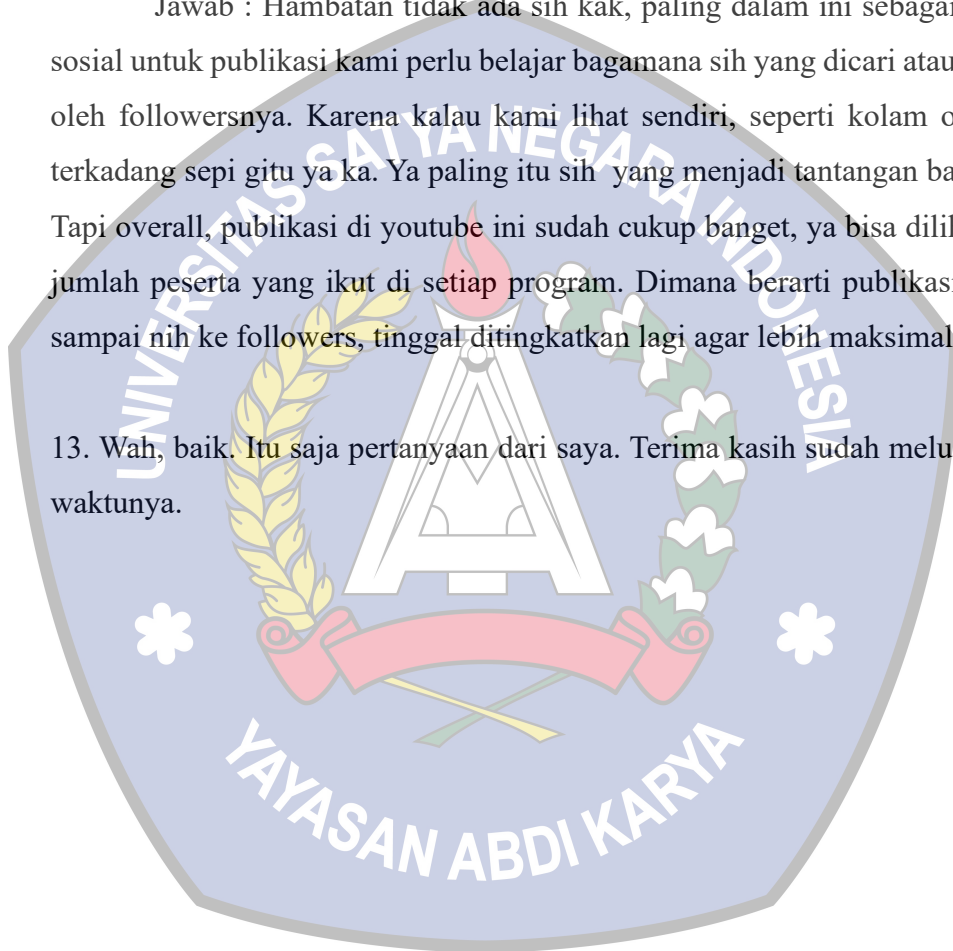 Jawab : Hambatan tidak ada sih kak, paling dalam ini sebagai
sosial untuk publikasi kami perlu belajar bagamana sih yang dicari atau
oleh followersnya. Karena kalau kami lihat sendiri, seperti kolam
terkadang sepi gitu ya ka. Ya paling itu sih yang menjadi tantangan
Tapi overall, publikasi di youtube ini sudah cukup banget, ya bisa
jumlah peserta yang ikut di setiap program. Dimana berarti publikasi
sampai nih ke followers, tinggal ditingkatkan lagi agar lebih maksimal
13. Wah, baik. Itu saja pertanyaan dari saya. Terima kasih sudah
waktunya.
UNIVERSITAS SATYA NEGARA INDONESIA
YAYASAN ABDI KARYA